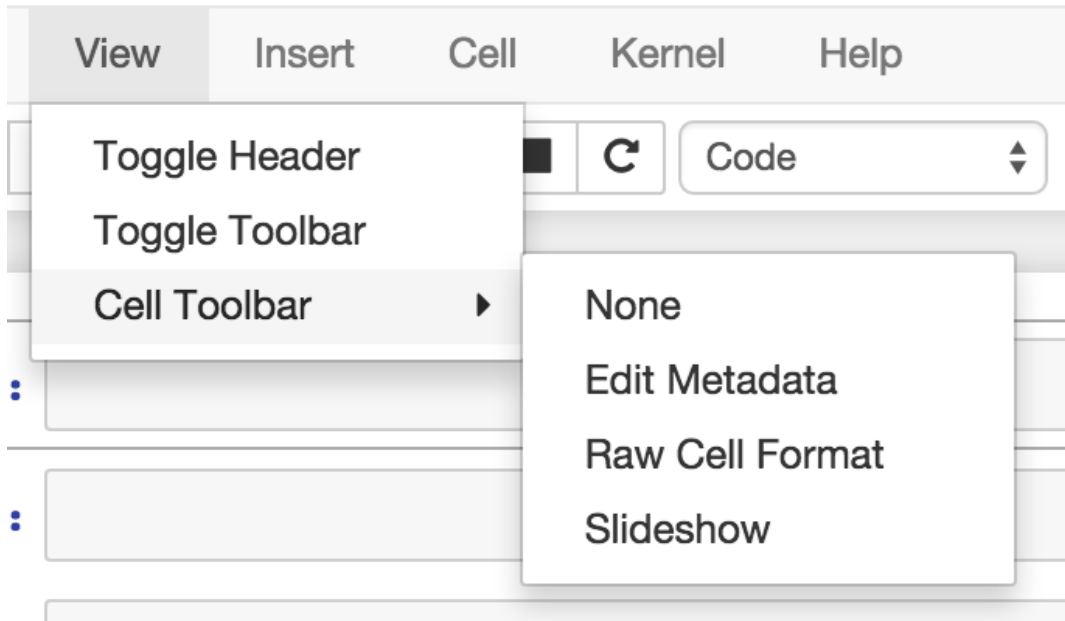 View Insert Cell Kernel Help
Toggle Header
Code
Toggle Toolbar
Cell Toolbar
None
Edit Metadata
Raw Cell Format
Slideshow